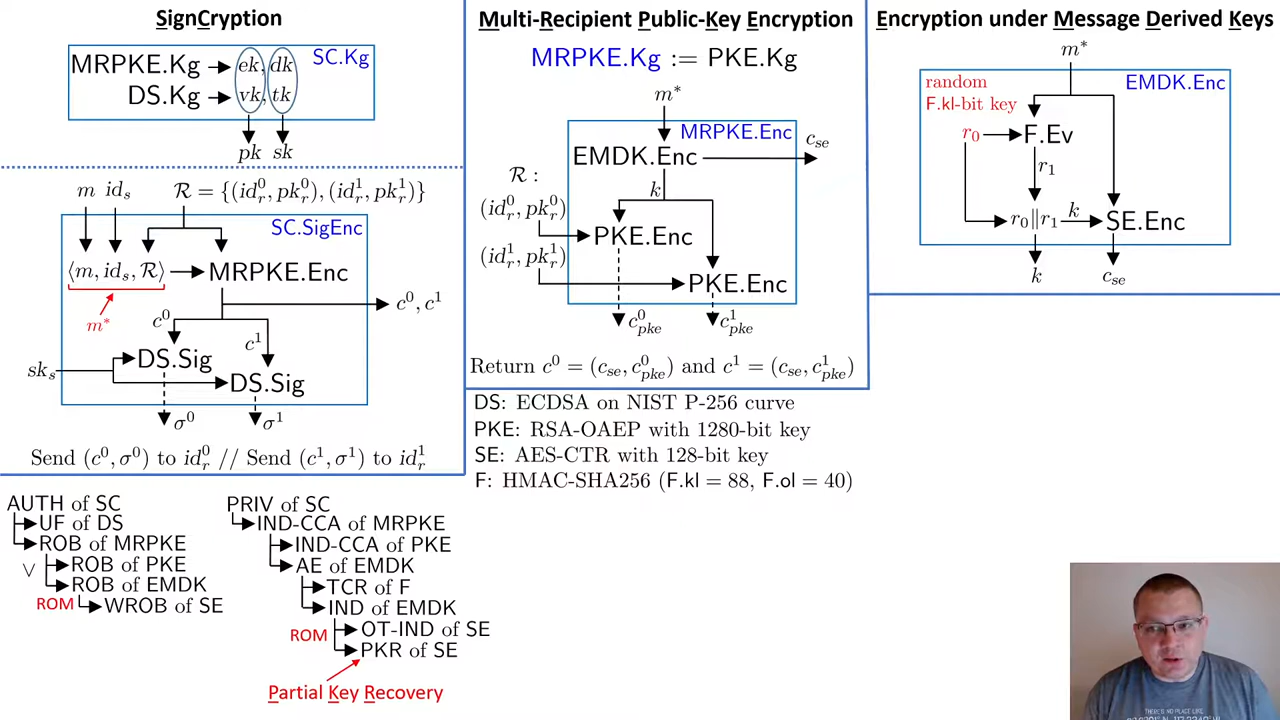 SignCryption
SC.Kg
MRPKE.Kg → ek, dk
DS.Kg → vk, tk
pk sk
m id_s R = {(id_r^0, pk_r^0), (id_r^1, pk_r^1)}
SC.SigEnc
⟨m, id_s, R⟩ → MRPKE.Enc
m*
c^0, c^1
c^0
c^1
DS.Sig
sk_s
DS.Sig
σ^0 σ^1
Send (c^0, σ^0) to id_r^0 // Send (c^1, σ^1) to id_r^1
AUTH of SC
UF of DS
ROB of MRPKE
∨
ROB of PKE
ROB of EMDK
ROM
WROB of SE
PRIV of SC
IND-CCA of MRPKE
IND-CCA of PKE
AE of EMDK
TCR of F
IND of EMDK
ROM
OT-IND of SE
PKR of SE
Partial Key Recovery
Multi-Recipient Public-Key Encryption
MRPKE.Kg := PKE.Kg
m*
MRPKE.Enc
EMDK.Enc
c_se
R :
k
(id_r^0, pk_r^0)
PKE.Enc
(id_r^1, pk_r^1)
PKE.Enc
c_pke^0 c_pke^1
Return c^0 = (c_se, c_pke^0) and c^1 = (c_se, c_pke^1)
DS: ECDSA on NIST P-256 curve
PKE: RSA-OAEP with 1280-bit key
SE: AES-CTR with 128-bit key
F: HMAC-SHA256 (F.kl = 88, F.ol = 40)
Encryption under Message Derived Keys
m*
EMDK.Enc
random
F.kl-bit key
r_0 → F.Ev
r_1
r_0 || r_1 k → SE.Enc
k c_se
THERE'S NO PLACE LIKE